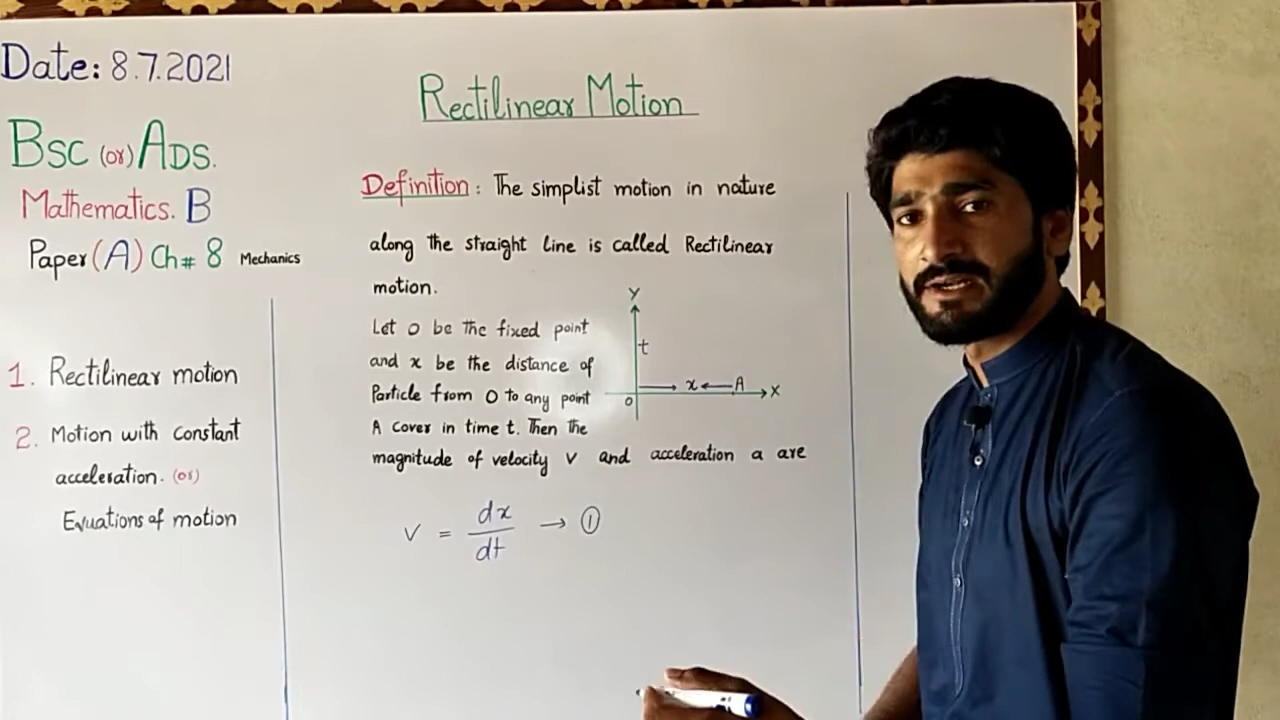 Date: 8.7.2021
BSC (or) ADS.
Mathematics. B
Paper (A) Ch# 8 Mechanics
1. Rectilinear motion
2. Motion with constant
acceleration. (or)
Equations of motion
Rectilinear Motion
Definition: The simplist motion in nature
along the straight line is called Rectilinear
motion.
Let O be the fixed point
and x be the distance of
Particle from O to any point
A cover in time t. Then the
magnitude of velocity v and acceleration a are
Y
t
x A
O
X
v = dx/dt → ①